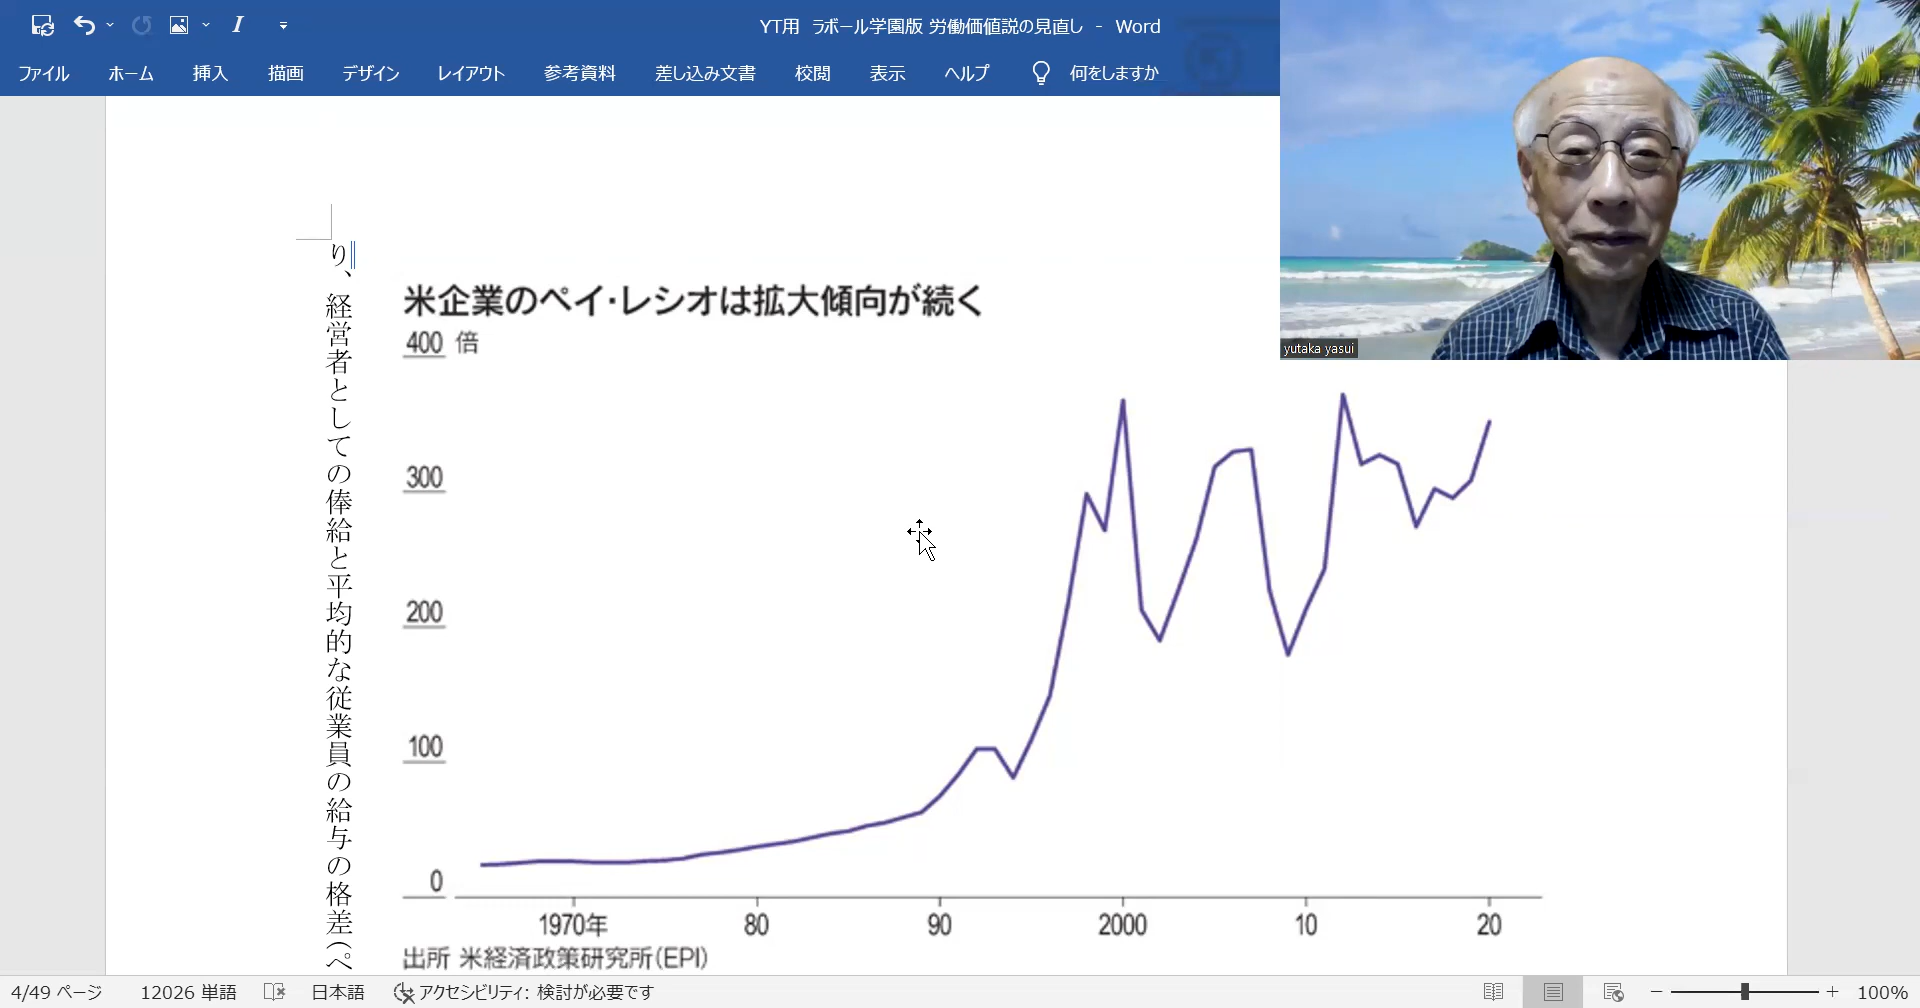 YT用 ラボール学園版 労働価値説の見直し - Word
ファイル ホーム 挿入 描画 デザイン レイアウト 参考資料 差し込み文書 校閲 表示 ヘルプ 何をしますか
yutaka yasui
り、経営者としての俸給と平均的な従業員の給与の格差(ペ
米企業のペイ・レシオは拡大傾向が続く
400 倍
300
200
100
0
1970年 80 90 2000 10 20
出所 米経済政策研究所(EPI)
4/49 ページ 12026 単語 日本語 アクセシビリティ: 検討が必要です 100%